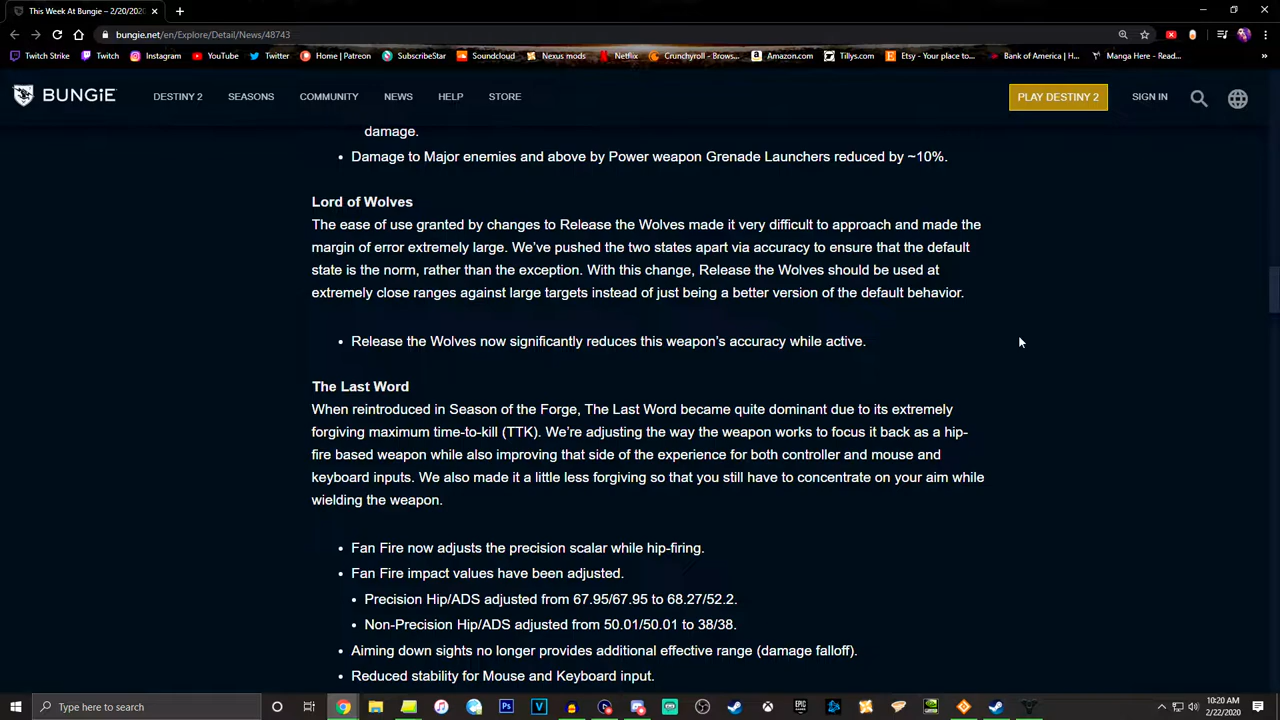 This Week At Bungie – 2/20/202
bungie.net/en/Explore/Detail/News/48743
Twitch Strike
Twitch
Instagram
YouTube
Twitter
Home | Patreon
SubscribeStar
Soundcloud
Nexus mods
Netflix
Crunchyroll - Brows...
Amazon.com
Tillys.com
Etsy - Your place to...
Bank of America | H...
Manga Here - Read...
BUNGiE
DESTINY 2
SEASONS
COMMUNITY
NEWS
HELP
STORE
PLAY DESTINY 2
SIGN IN
damage.
• Damage to Major enemies and above by Power weapon Grenade Launchers reduced by ~10%.
Lord of Wolves
The ease of use granted by changes to Release the Wolves made it very difficult to approach and made the
margin of error extremely large. We’ve pushed the two states apart via accuracy to ensure that the default
state is the norm, rather than the exception. With this change, Release the Wolves should be used at
extremely close ranges against large targets instead of just being a better version of the default behavior.
• Release the Wolves now significantly reduces this weapon’s accuracy while active.
The Last Word
When reintroduced in Season of the Forge, The Last Word became quite dominant due to its extremely
forgiving maximum time-to-kill (TTK). We’re adjusting the way the weapon works to focus it back as a hip-
fire based weapon while also improving that side of the experience for both controller and mouse and
keyboard inputs. We also made it a little less forgiving so that you still have to concentrate on your aim while
wielding the weapon.
• Fan Fire now adjusts the precision scalar while hip-firing.
• Fan Fire impact values have been adjusted.
• Precision Hip/ADS adjusted from 67.95/67.95 to 68.27/52.2.
• Non-Precision Hip/ADS adjusted from 50.01/50.01 to 38/38.
• Aiming down sights no longer provides additional effective range (damage falloff).
• Reduced stability for Mouse and Keyboard input.
Type here to search
10:20 AM
2/22/2020